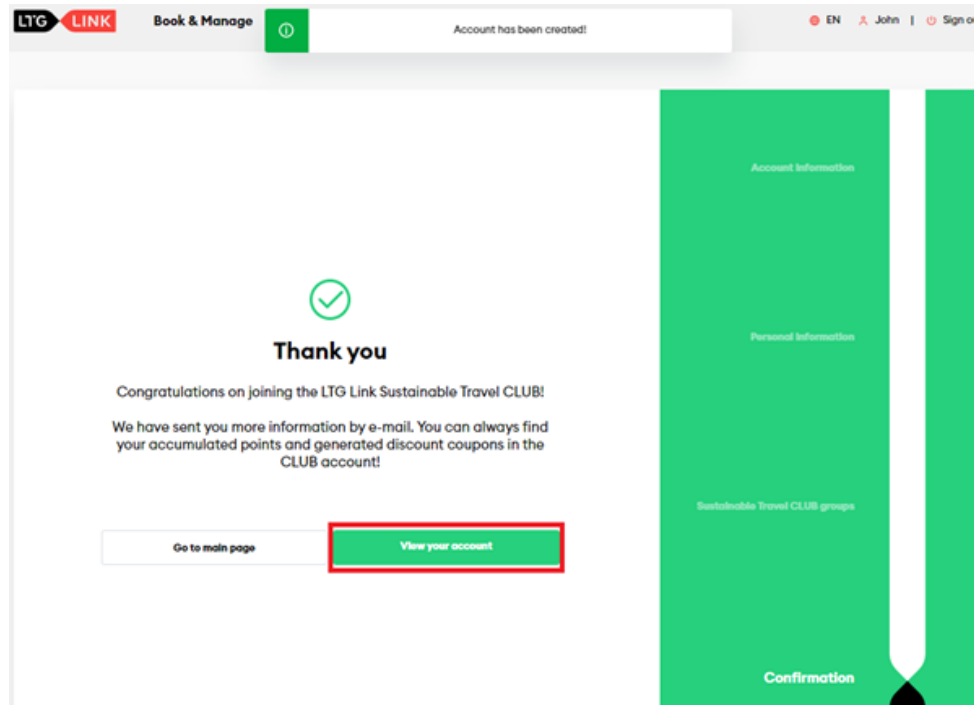 LTG LINK Book & Manage Account has been created! EN John | Sign
Account Information
Personal Information
Thank you
Congratulations on joining the LTG Link Sustainable Travel CLUB!
We have sent you more information by e-mail. You can always find
your accumulated points and generated discount coupons in the
CLUB account!
Sustainable Travel CLUB groups
Go to main page View your account
Confirmation